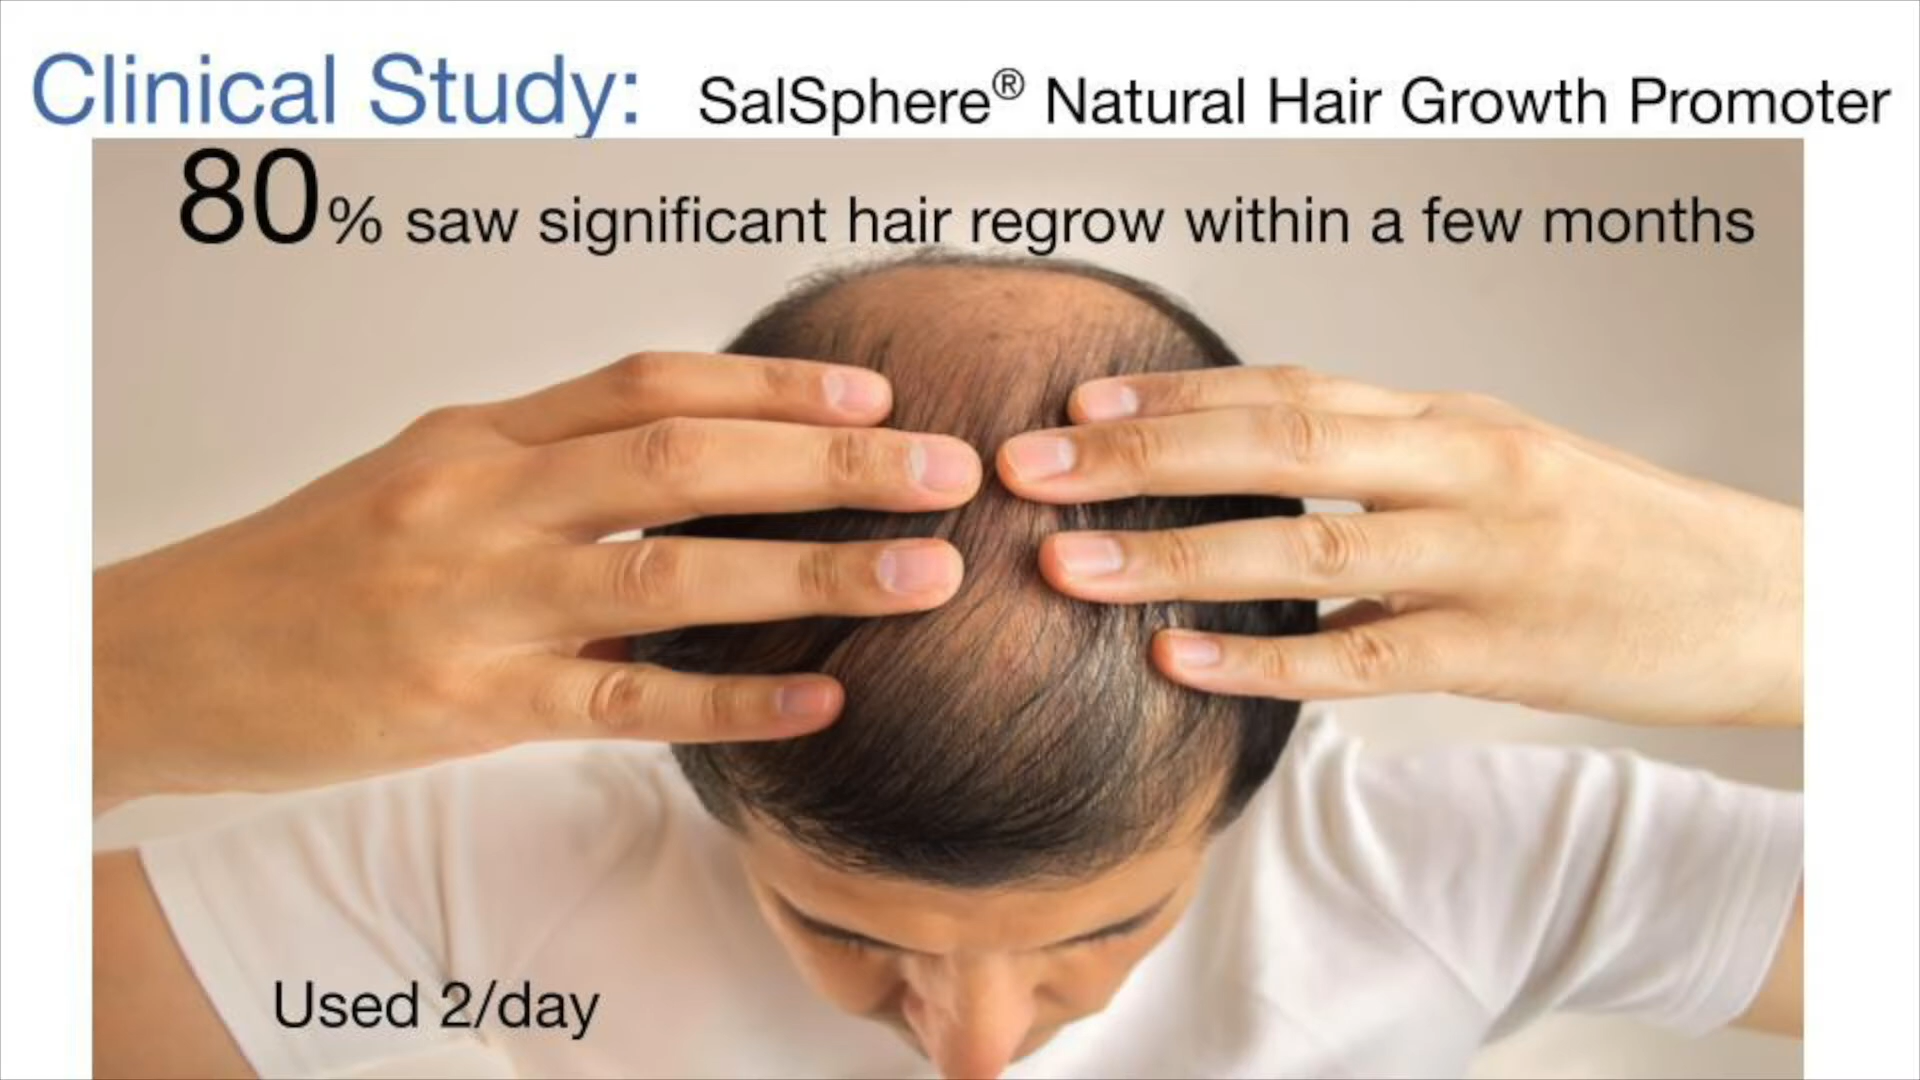 Clinical Study: SalSphere® Natural Hair Growth Promoter
80% saw significant hair regrow within a few months
Used 2/day